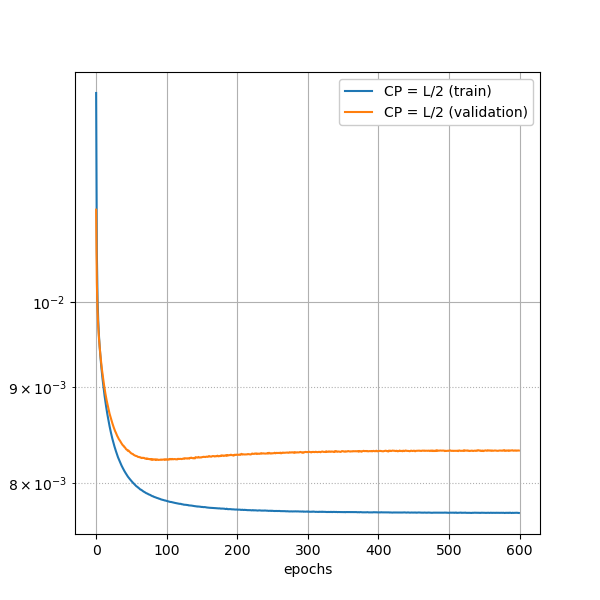 CP = L/2 (train)
CP = L/2 (validation)
10⁻²
9 × 10⁻³
8 × 10⁻³
0 100 200 300 400 500 600
epochs